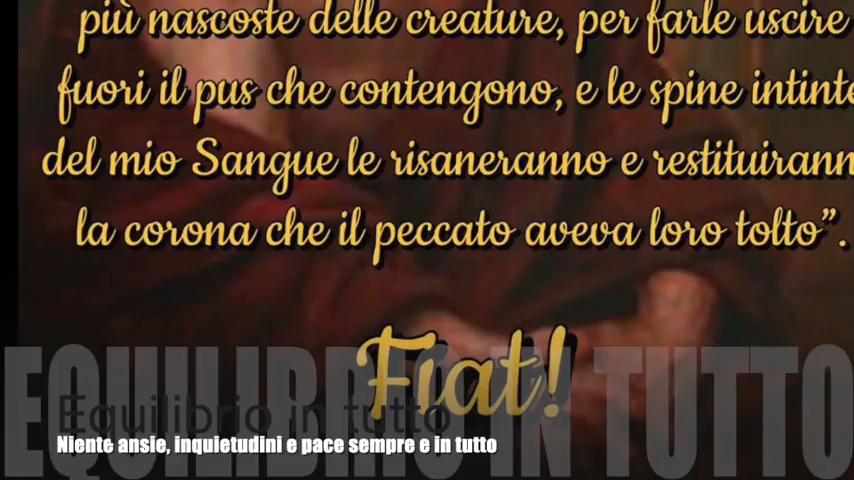 più nascoste delle creature, per farle uscire
fuori il pus che contengono, e le spine intinte
del mio Sangue le risaneranno e restituiranno
la corona che il peccato aveva loro tolto”.
Fiat!
EQUILIBRIO IN TUTTO
Equilibrio in tutto
Niente ansie, inquietudini e pace sempre e in tutto